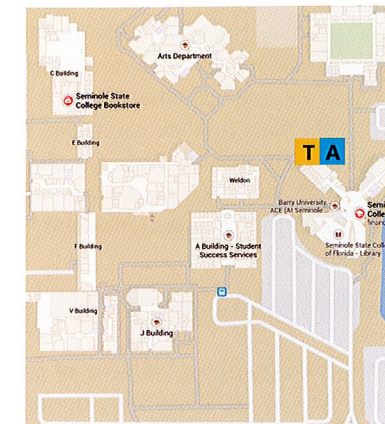 Arts Department
C Building
Seminole State
College Bookstore
E Building
T A
Weldon
Barry University
ACE (At Seminole...
Semi
Colle
financ
F Building
A Building - Student
Success Services
Seminole State Coll
of Florida - Library
V Building
J Building